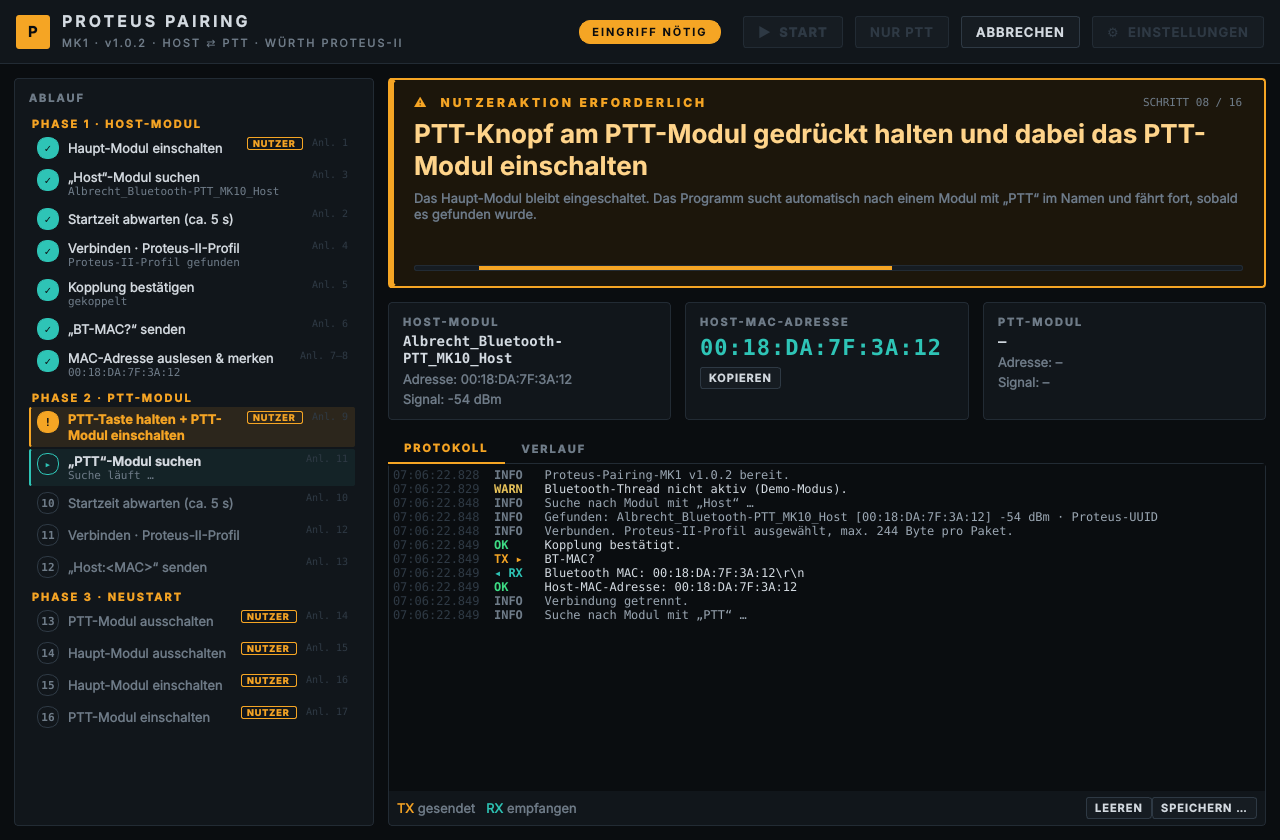 P
PROTEUS PAIRING
MK1 · v1.0.2 · HOST ⇄ PTT · WÜRTH PROTEUS-II
EINGRIFF NÖTIG
▶ START
NUR PTT
ABBRECHEN
⚙ EINSTELLUNGEN
ABLAUF
PHASE 1 · HOST-MODUL
✓ Haupt-Modul einschalten NUTZER Anl. 1
✓ „Host“-Modul suchen Anl. 3
Albrecht_Bluetooth-PTT_MK10_Host
✓ Startzeit abwarten (ca. 5 s) Anl. 2
✓ Verbinden · Proteus-II-Profil Anl. 4
Proteus-II-Profil gefunden
✓ Kopplung bestätigen Anl. 5
gekoppelt
✓ „BT-MAC?“ senden Anl. 6
✓ MAC-Adresse auslesen & merken Anl. 7–8
00:18:DA:7F:3A:12
PHASE 2 · PTT-MODUL
! PTT-Taste halten + PTT- NUTZER Anl. 9
Modul einschalten
▸ „PTT“-Modul suchen Anl. 11
Suche läuft …
10 Startzeit abwarten (ca. 5 s) Anl. 10
11 Verbinden · Proteus-II-Profil Anl. 12
12 „Host:<MAC>“ senden Anl. 13
PHASE 3 · NEUSTART
13 PTT-Modul ausschalten NUTZER Anl. 14
14 Haupt-Modul ausschalten NUTZER Anl. 15
15 Haupt-Modul einschalten NUTZER Anl. 16
16 PTT-Modul einschalten NUTZER Anl. 17
⚠ NUTZERAKTION ERFORDERLICH
SCHRITT 08 / 16
PTT-Knopf am PTT-Modul gedrückt halten und dabei das PTT-
Modul einschalten
Das Haupt-Modul bleibt eingeschaltet. Das Programm sucht automatisch nach einem Modul mit „PTT“ im Namen und fährt fort, sobald
es gefunden wurde.
HOST-MODUL
Albrecht_Bluetooth-
PTT_MK10_Host
Adresse: 00:18:DA:7F:3A:12
Signal: -54 dBm
HOST-MAC-ADRESSE
00:18:DA:7F:3A:12
KOPIEREN
PTT-MODUL
–
Adresse: –
Signal: –
PROTOKOLL
VERLAUF
07:06:22.828 INFO Proteus-Pairing-MK1 v1.0.2 bereit.
07:06:22.829 WARN Bluetooth-Thread nicht aktiv (Demo-Modus).
07:06:22.848 INFO Suche nach Modul mit „Host“ …
07:06:22.848 INFO Gefunden: Albrecht_Bluetooth-PTT_MK10_Host [00:18:DA:7F:3A:12] -54 dBm · Proteus-UUID
07:06:22.848 INFO Verbunden. Proteus-II-Profil ausgewählt, max. 244 Byte pro Paket.
07:06:22.849 OK Kopplung bestätigt.
07:06:22.849 TX ▸ BT-MAC?
07:06:22.849 ◂ RX Bluetooth MAC: 00:18:DA:7F:3A:12\r\n
07:06:22.849 OK Host-MAC-Adresse: 00:18:DA:7F:3A:12
07:06:22.849 INFO Verbindung getrennt.
07:06:22.849 INFO Suche nach Modul mit „PTT“ …
TX gesendet RX empfangen
LEEREN
SPEICHERN …